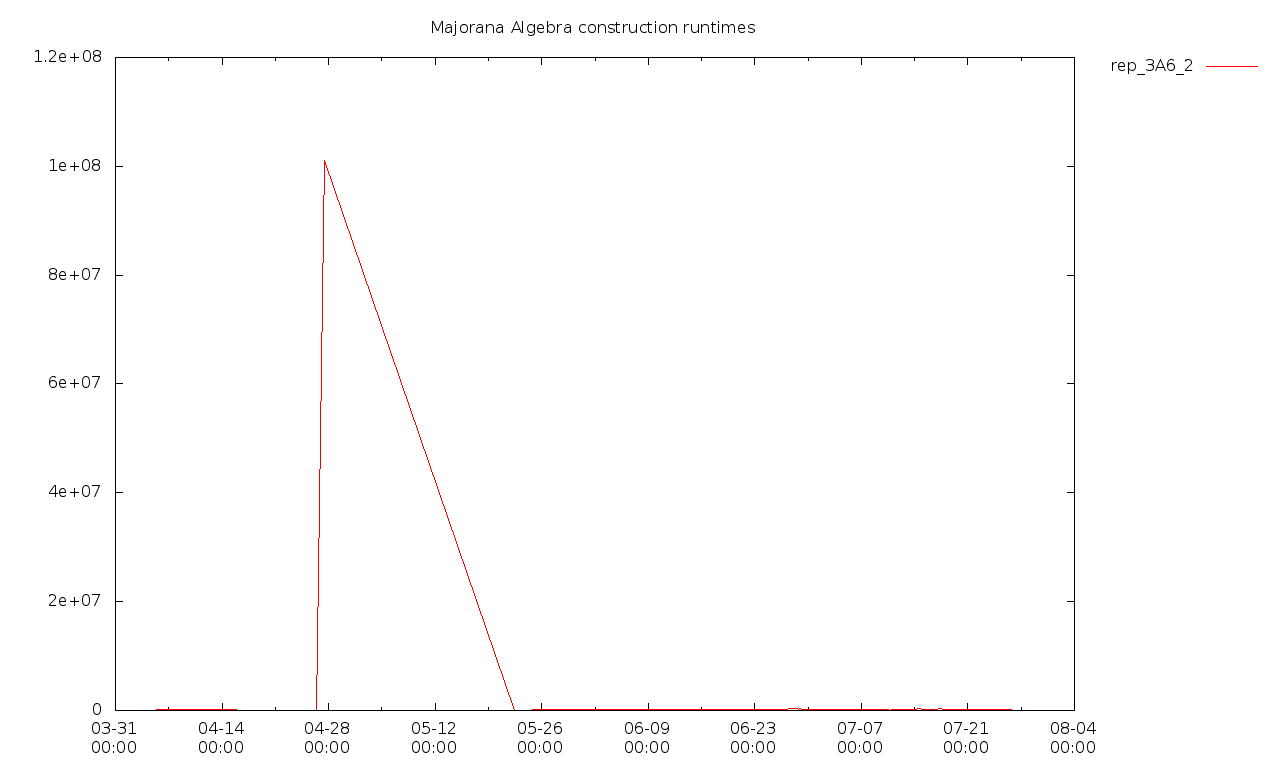 Majorana Algebra construction runtimes
rep_3A6_2
1.2e+08
1e+08
8e+07
6e+07
4e+07
2e+07
0
03-31 04-14 04-28 05-12 05-26 06-09 06-23 07-07 07-21 08-04
00:00 00:00 00:00 00:00 00:00 00:00 00:00 00:00 00:00 00:00